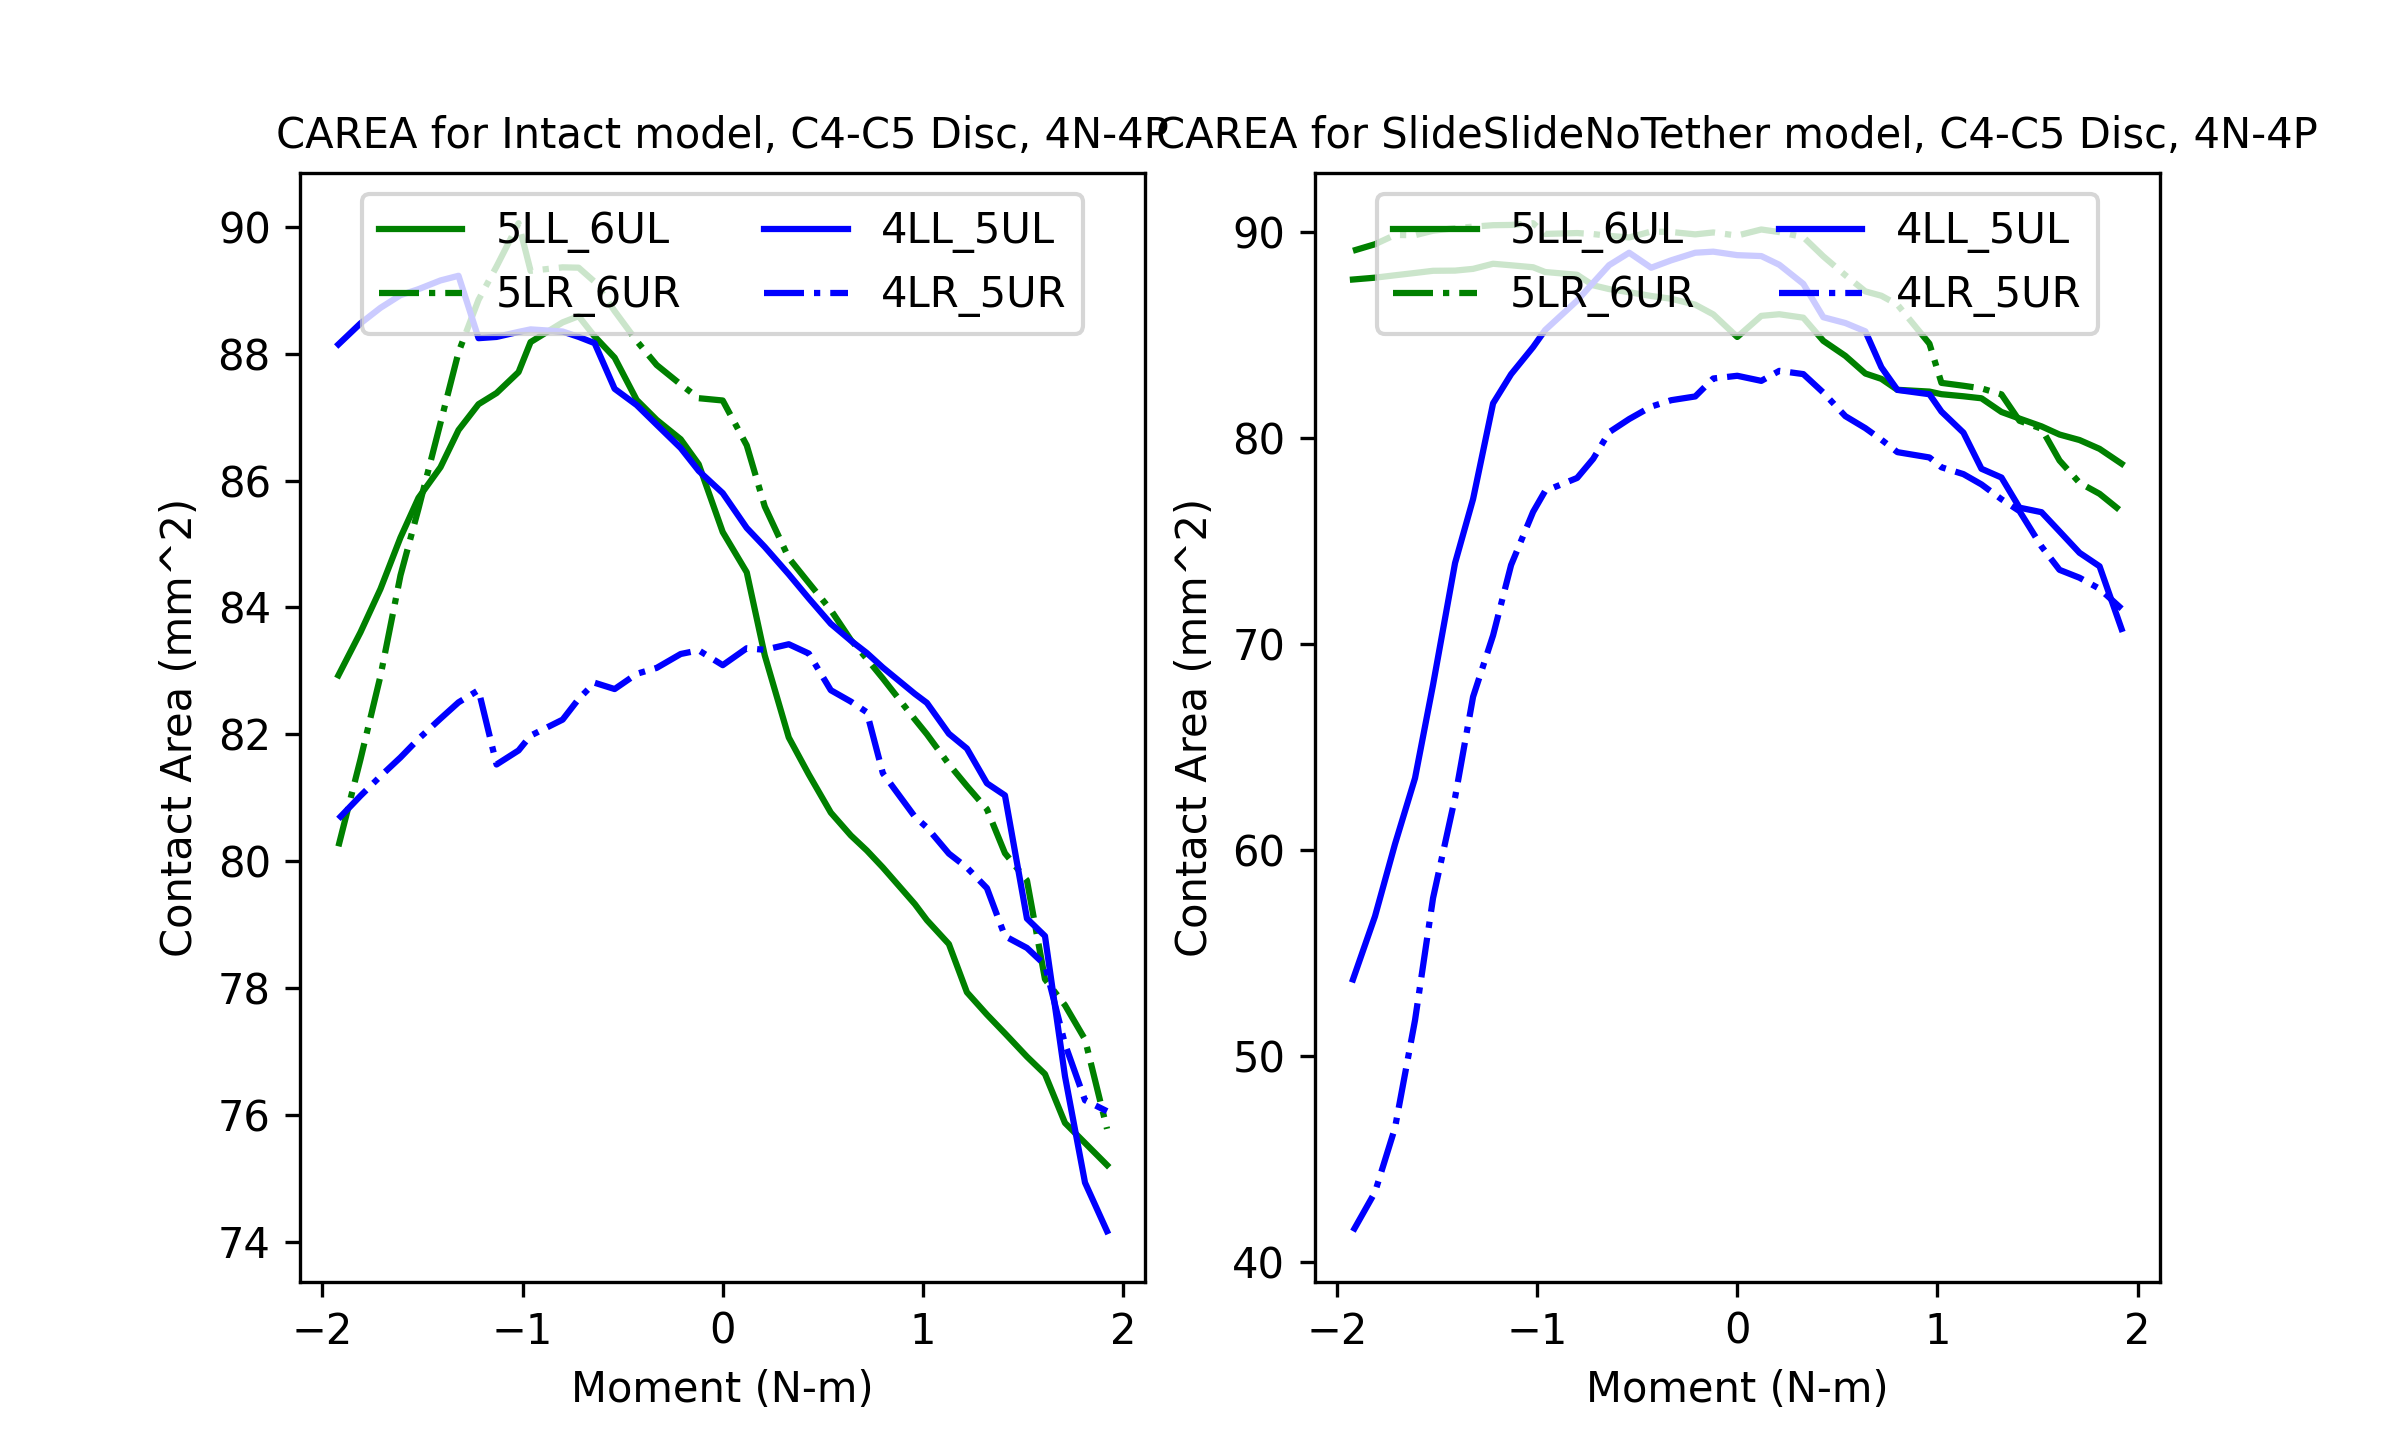 CAREA for Intact model, C4-C5 Disc, 4N-4P
5LL_6UL
5LR_6UR
4LL_5UL
4LR_5UR
90
88
86
84
82
80
78
76
74
Contact Area (mm^2)
−2
−1
0
1
2
Moment (N-m)
CAREA for SlideSlideNoTether model, C4-C5 Disc, 4N-4P
5LL_6UL
5LR_6UR
4LL_5UL
4LR_5UR
90
80
70
60
50
40
Contact Area (mm^2)
−2
−1
0
1
2
Moment (N-m)